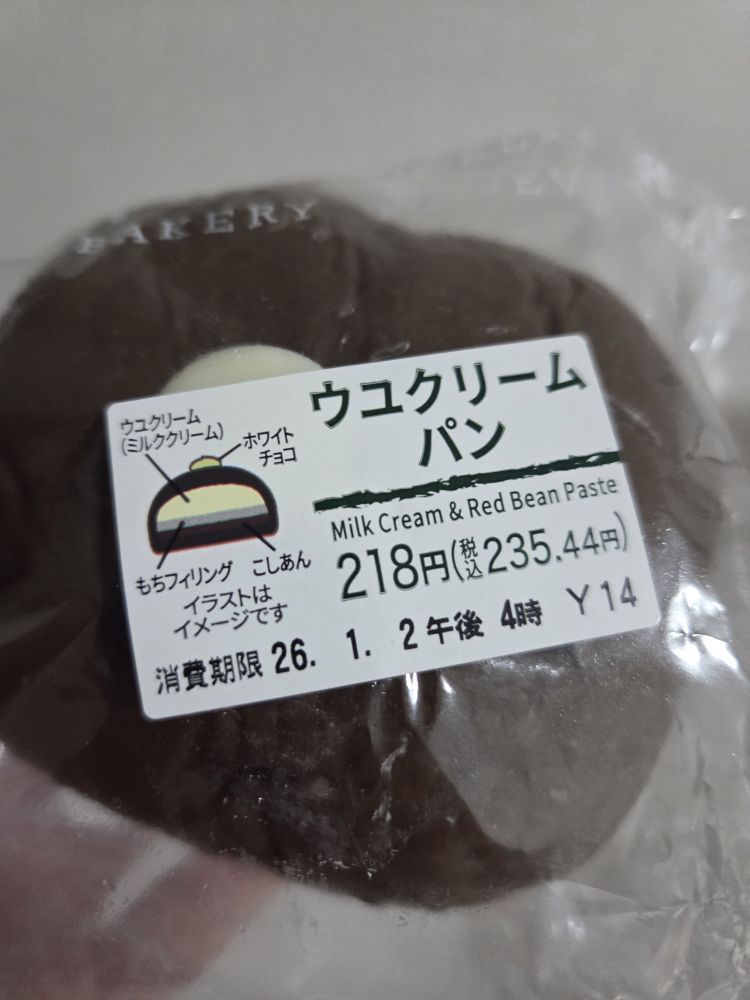 BAKERY
ウユクリーム
パン
Milk Cream & Red Bean Paste
218円(税込235.44円)
ウユクリーム
(ミルククリーム)
ホワイト
チョコ
もちフィリング
こしあん
イラストは
イメージです
消費期限 26. 1. 2 午後 4時 Y14